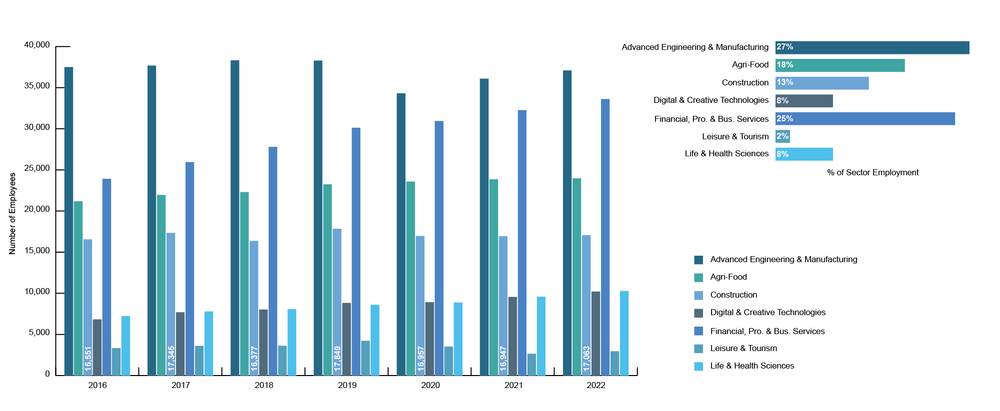 40,000
35,000
30,000
25,000
20,000
15,000
10,000
5,000
0
Number of Employees
16,551
17,345
16,377
17,849
16,957
16,947
17,063
2016
2017
2018
2019
2020
2021
2022
Advanced Engineering & Manufacturing 27%
Agri-Food 18%
Construction 13%
Digital & Creative Technologies 8%
Financial, Pro. & Bus. Services 25%
Leisure & Tourism 2%
Life & Health Sciences 8%
% of Sector Employment
Advanced Engineering & Manufacturing
Agri-Food
Construction
Digital & Creative Technologies
Financial, Pro. & Bus. Services
Leisure & Tourism
Life & Health Sciences